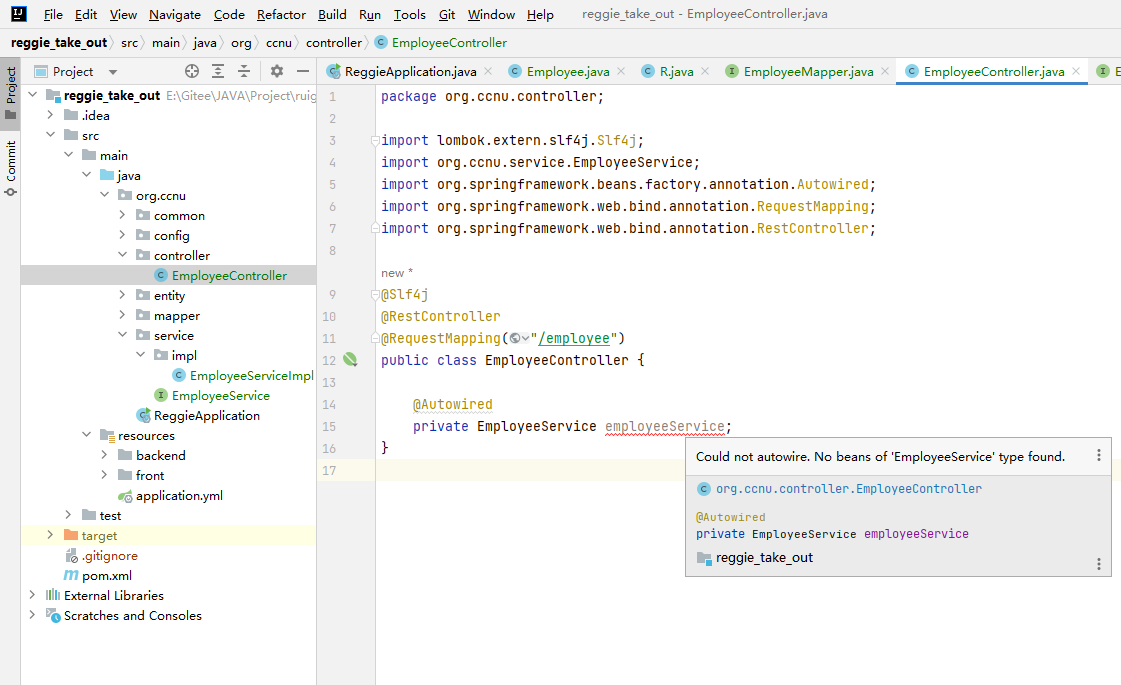 File Edit View Navigate Code Refactor Build Run Tools Git Window Help reggie_take_out - EmployeeController.java
reggie_take_out src main java org ccnu controller EmployeeController
Project
Commit
Project
ReggieApplication.java Employee.java R.java EmployeeMapper.java EmployeeController.java E
reggie_take_out E:\Gitee\JAVA\Project\ruig
.idea
src
main
java
org.ccnu
common
config
controller
EmployeeController
entity
mapper
service
impl
EmployeeServiceImpl
EmployeeService
ReggieApplication
resources
backend
front
application.yml
test
target
.gitignore
pom.xml
External Libraries
Scratches and Consoles
1 package org.ccnu.controller;
2
3 import lombok.extern.slf4j.Slf4j;
4 import org.ccnu.service.EmployeeService;
5 import org.springframework.beans.factory.annotation.Autowired;
6 import org.springframework.web.bind.annotation.RequestMapping;
7 import org.springframework.web.bind.annotation.RestController;
8
new *
9 @Slf4j
10 @RestController
11 @RequestMapping("/employee")
12 public class EmployeeController {
13
14 @Autowired
15 private EmployeeService employeeService;
16 }
17
Could not autowire. No beans of 'EmployeeService' type found.
org.ccnu.controller.EmployeeController
@Autowired
private EmployeeService employeeService
reggie_take_out